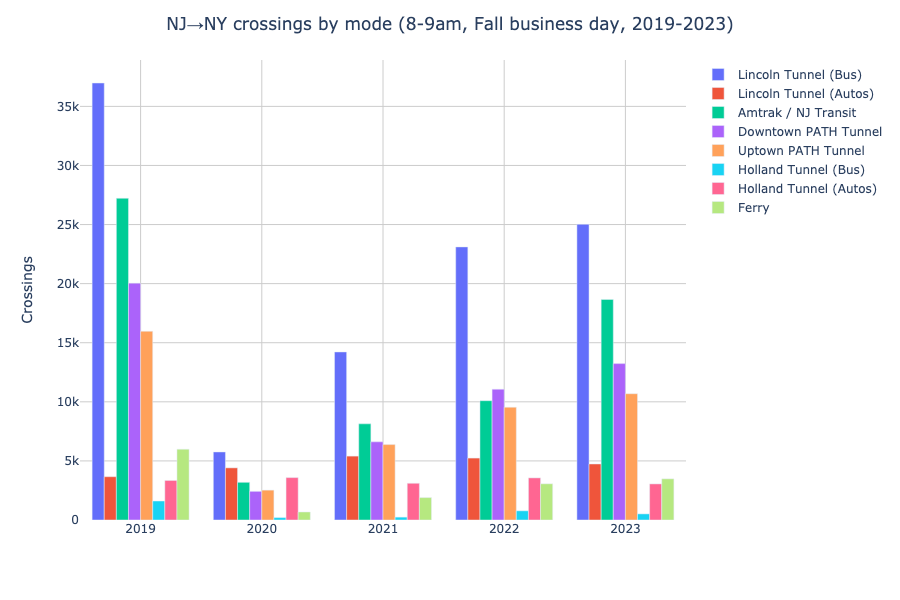 NJ→NY crossings by mode (8-9am, Fall business day, 2019-2023)
Lincoln Tunnel (Bus)
Lincoln Tunnel (Autos)
Amtrak / NJ Transit
Downtown PATH Tunnel
Uptown PATH Tunnel
Holland Tunnel (Bus)
Holland Tunnel (Autos)
Ferry
Crossings
35k
30k
25k
20k
15k
10k
5k
0
2019 2020 2021 2022 2023